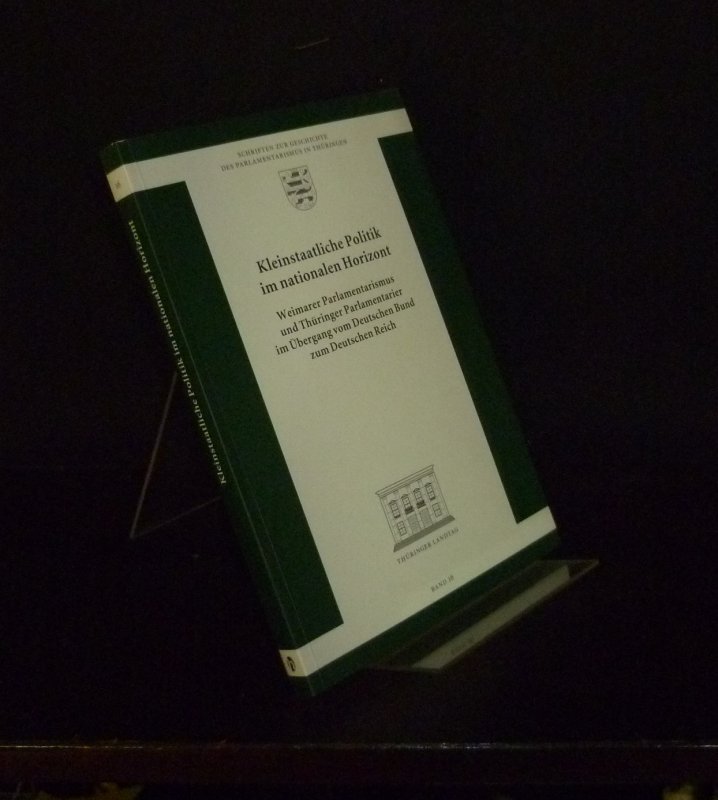 SCHRIFTEN ZUR GESCHICHTE
DES PARLAMENTARISMUS IN THÜRINGEN
Kleinstaatliche Politik
im nationalen Horizont
Weimarer Parlamentarismus
und Thüringer Parlamentarier
im Übergang vom Deutschen Bund
zum Deutschen Reich
THÜRINGER LANDTAG
BAND
Kleinstaatliche Politik im nationalen Horizont